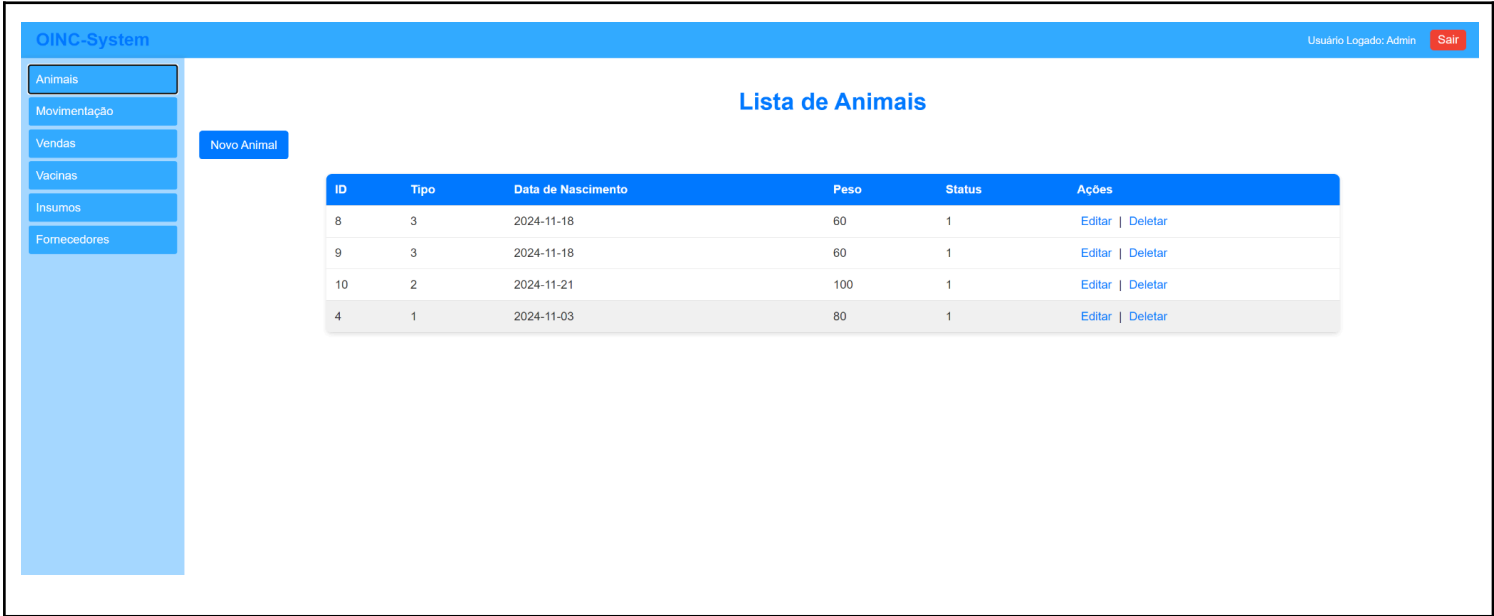 OINC-System Usuário Logado: Admin Sair
Animais
Movimentação
Vendas
Vacinas
Insumos
Fornecedores
Lista de Animais
Novo Animal
ID Tipo Data de Nascimento Peso Status Ações
8 3 2024-11-18 60 1 Editar | Deletar
9 3 2024-11-18 60 1 Editar | Deletar
10 2 2024-11-21 100 1 Editar | Deletar
4 1 2024-11-03 80 1 Editar | Deletar